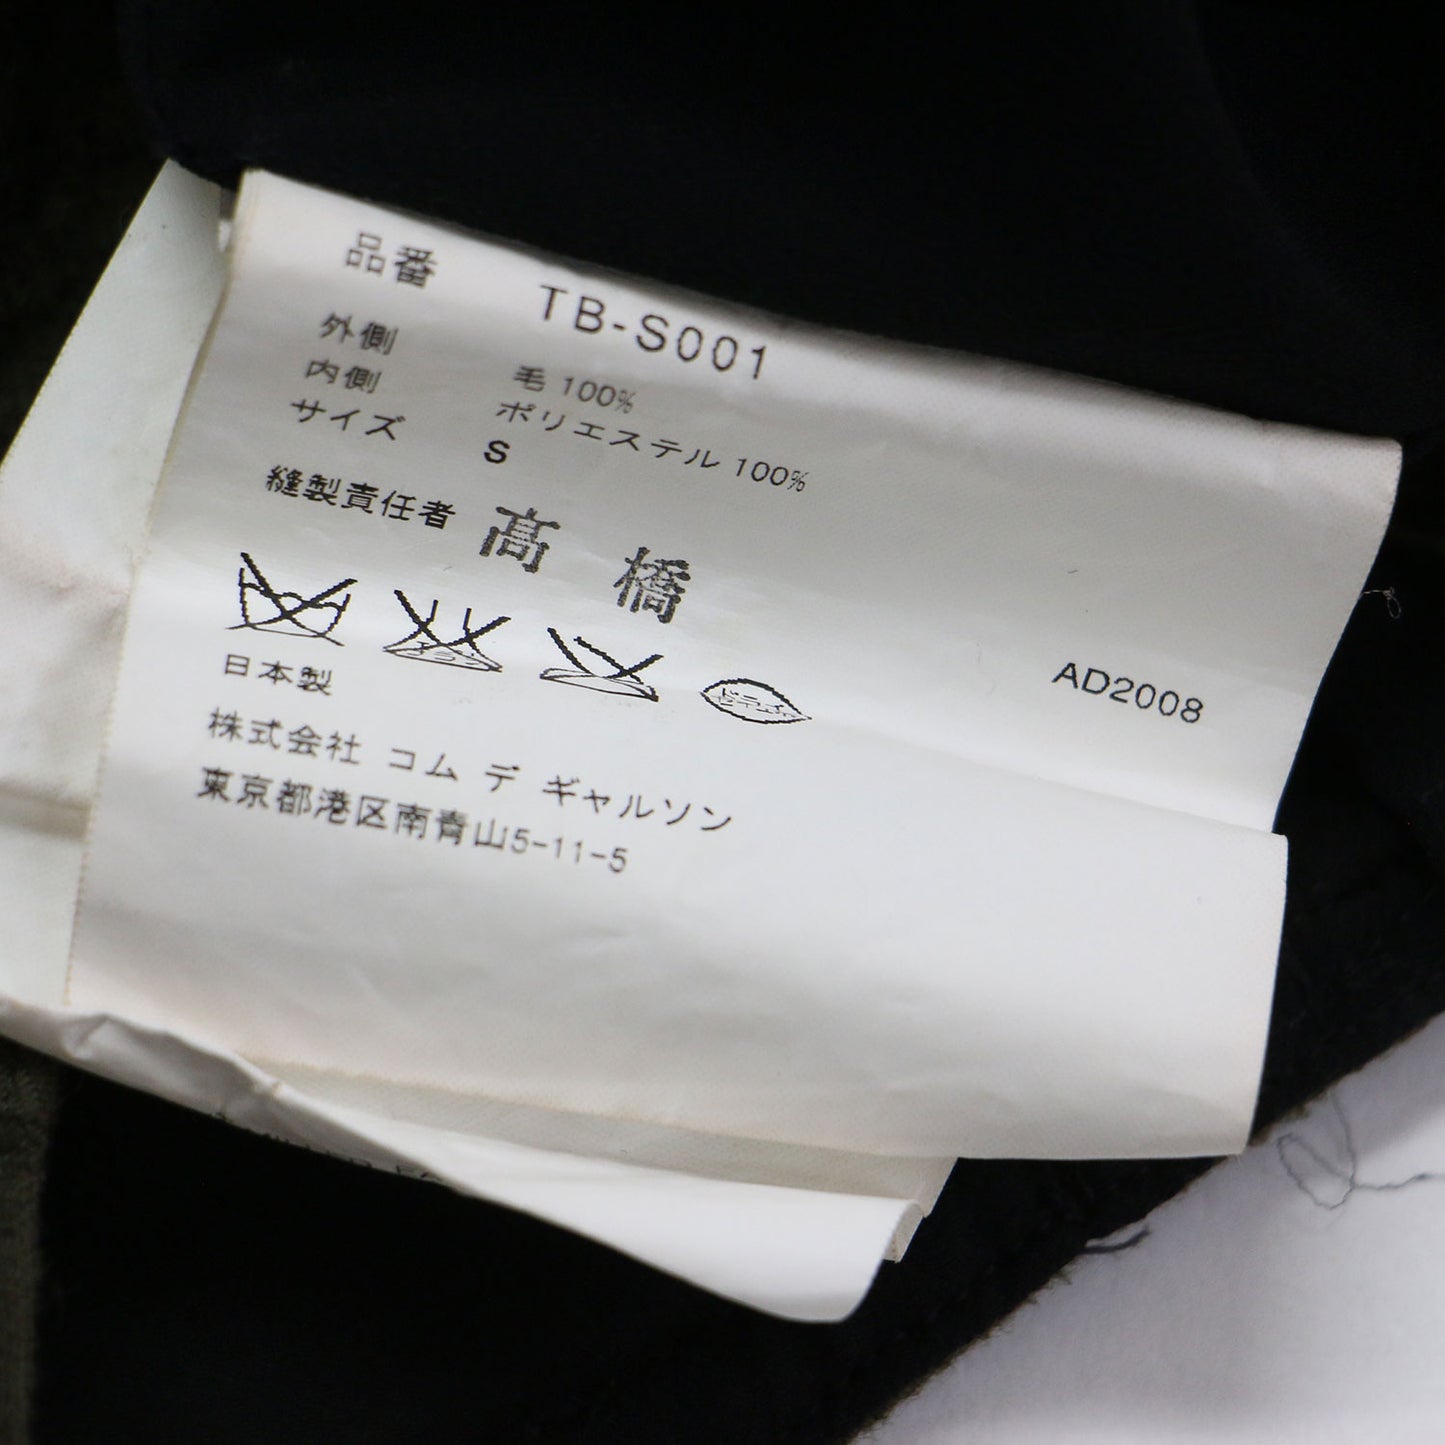 品番 TB-S001
外側 毛 100%
内側 ポリエステル 100%
サイズ S
縫製責任者 髙橋
日本製
AD2008
株式会社 コム デ ギャルソン
東京都港区南青山5-11-5